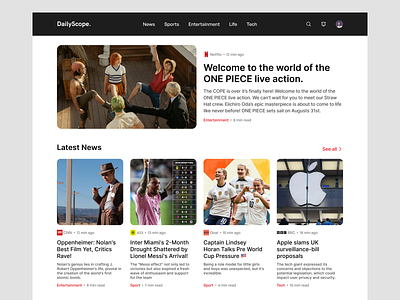 DailyScope.
News Sports Entertainment Life Tech
Netflix • 12 min ago
Welcome to the world of the
ONE PIECE live action.
The COPE is over It's finally here! Welcome to the world of
the ONE PIECE live action. We can't wait for you to meet our Straw
Hat crew. Eiichiro Oda's epic masterpiece is about to come to life
like never before! ONE PIECE sets sail on Augusts 31st.
Entertainment • 8 min read
Latest News
See all
CNN • 12 min ago
Oppenheimer: Nolan's
Best Film Yet, Critics
Rave!
Nolan's genius lies in crafting J.
Robert Oppenheimer's life, pivotal in
the creation of the world's first
atomic bomb.
Entertainment • 4 min read
433 • 12 min ago
Inter Miami's 2-Month
Drought Shattered by
Lionel Messi's Arrival!
The "Messi effect" not only led to
victories but also inspired a fresh
wave of enthusiasm and support
for the team
Sport • 7 min read
Goal • 15 min ago
Captain Lindsey
Horan Talks Pre World
Cup Pressure
Being a role model for little girls
and boys was unexpected, but it's
incredible.
Sport • 4 min read
BBC • 16 min ago
Apple slams UK
surveillance-bill
proposals
The tech giant expressed its
concerns and objections to the
potential legislation, which could
impact user privacy and security.
Tech • 5 min read